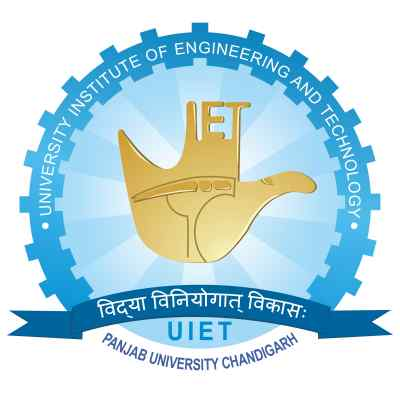 • UNIVERSITY INSTITUTE OF ENGINEERING AND TECHNOLOGY •
UIET
विद्या विनियोगात् विकासः
UIET
PANJAB UNIVERSITY CHANDIGARH